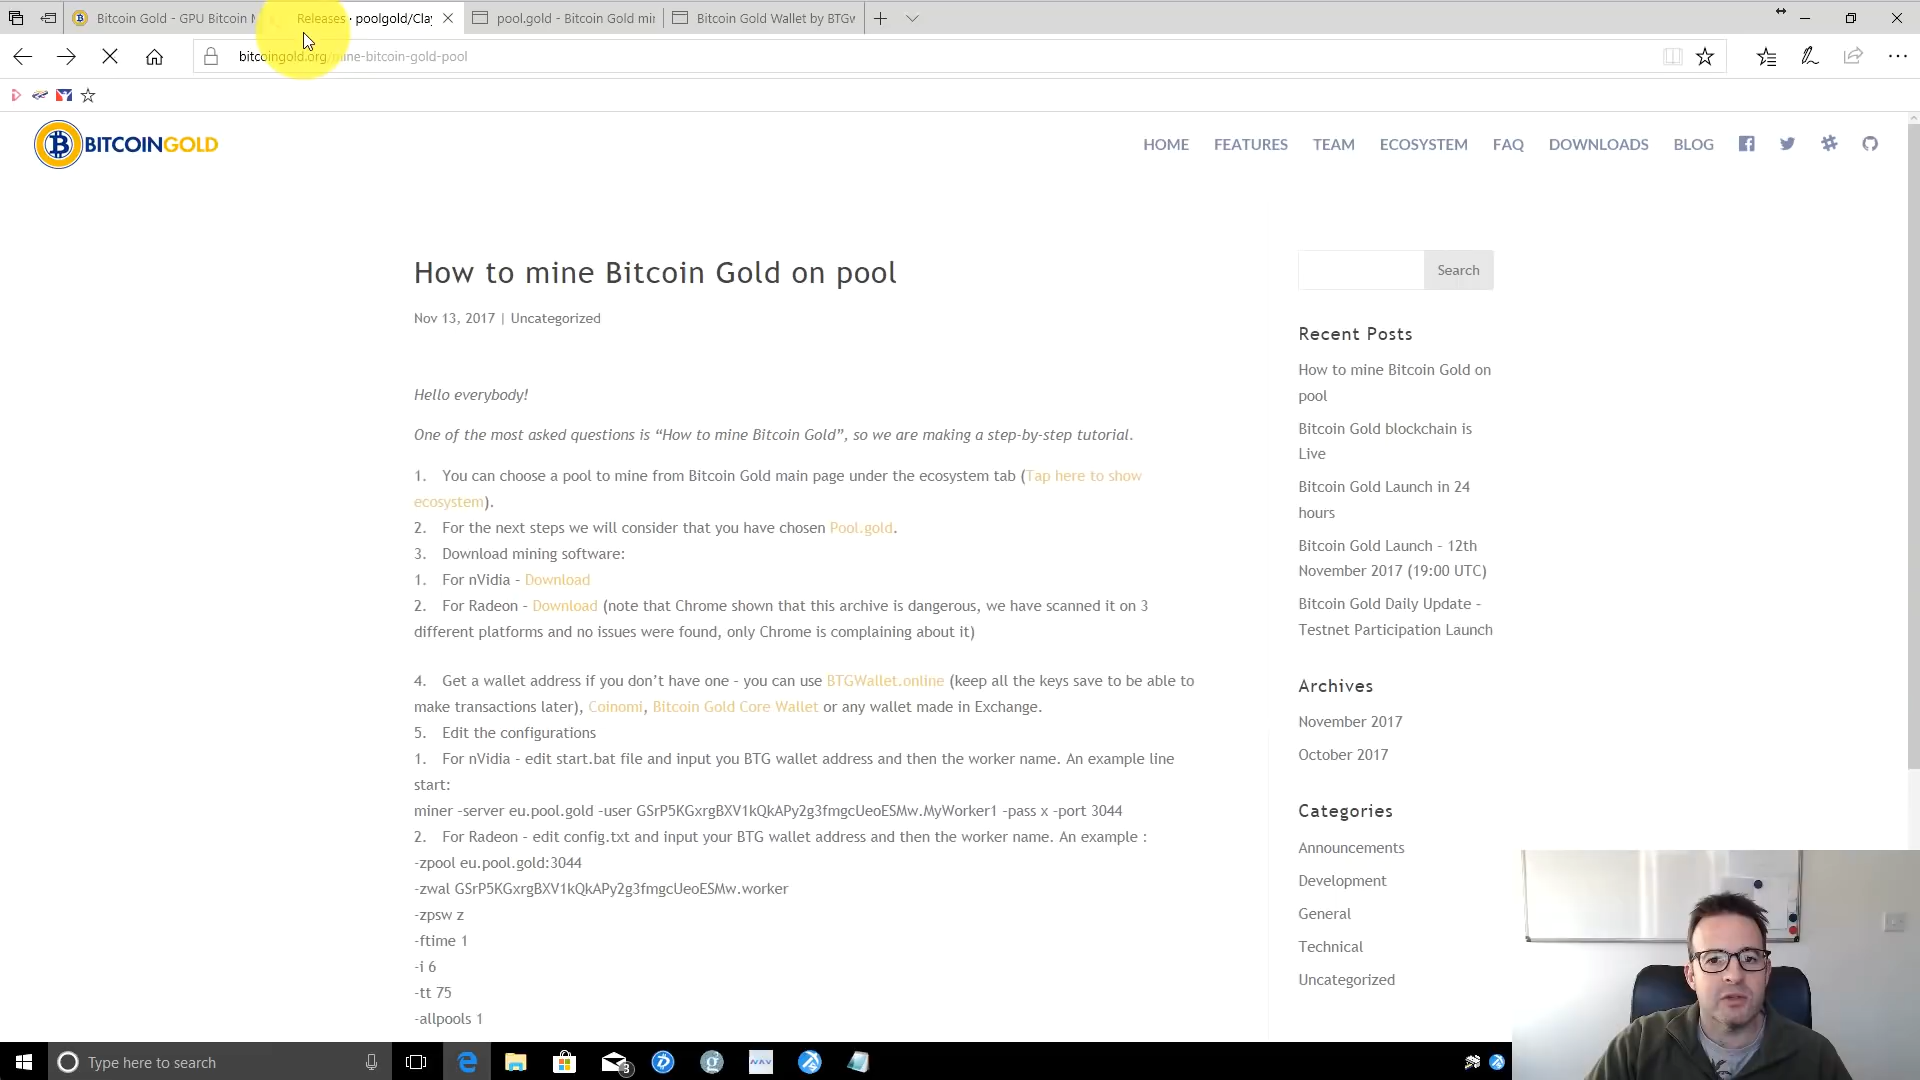 Bitcoin Gold - GPU Bitcoin M
Releases · poolgold/Clay
pool.gold - Bitcoin Gold mi
Bitcoin Gold Wallet by BTGw
bitcoingold.org/mine-bitcoin-gold-pool
BITCOINGOLD
HOME FEATURES TEAM ECOSYSTEM FAQ DOWNLOADS BLOG
How to mine Bitcoin Gold on pool
Nov 13, 2017 | Uncategorized
Hello everybody!
One of the most asked questions is “How to mine Bitcoin Gold”, so we are making a step-by-step tutorial.
1. You can choose a pool to mine from Bitcoin Gold main page under the ecosystem tab (Tap here to show
ecosystem).
2. For the next steps we will consider that you have chosen Pool.gold.
3. Download mining software:
1. For nVidia – Download
2. For Radeon – Download (note that Chrome shown that this archive is dangerous, we have scanned it on 3
different platforms and no issues were found, only Chrome is complaining about it)
4. Get a wallet address if you don’t have one – you can use BTGWallet.online (keep all the keys save to be able to
make transactions later), Coinomi, Bitcoin Gold Core Wallet or any wallet made in Exchange.
5. Edit the configurations
1. For nVidia – edit start.bat file and input you BTG wallet address and then the worker name. An example line
start:
miner –server eu.pool.gold –user GSrP5KGxrgBXV1kQkAPy2g3fmgcUeoESMw.MyWorker1 –pass x –port 3044
2. For Radeon – edit config.txt and input your BTG wallet address and then the worker name. An example :
-zpool eu.pool.gold:3044
-zwal GSrP5KGxrgBXV1kQkAPy2g3fmgcUeoESMw.worker
-zpsw z
-ftime 1
-i 6
-tt 75
-allpools 1
Search
Recent Posts
How to mine Bitcoin Gold on
pool
Bitcoin Gold blockchain is
Live
Bitcoin Gold Launch in 24
hours
Bitcoin Gold Launch – 12th
November 2017 (19:00 UTC)
Bitcoin Gold Daily Update –
Testnet Participation Launch
Archives
November 2017
October 2017
Categories
Announcements
Development
General
Technical
Uncategorized
Type here to search
3
NAV